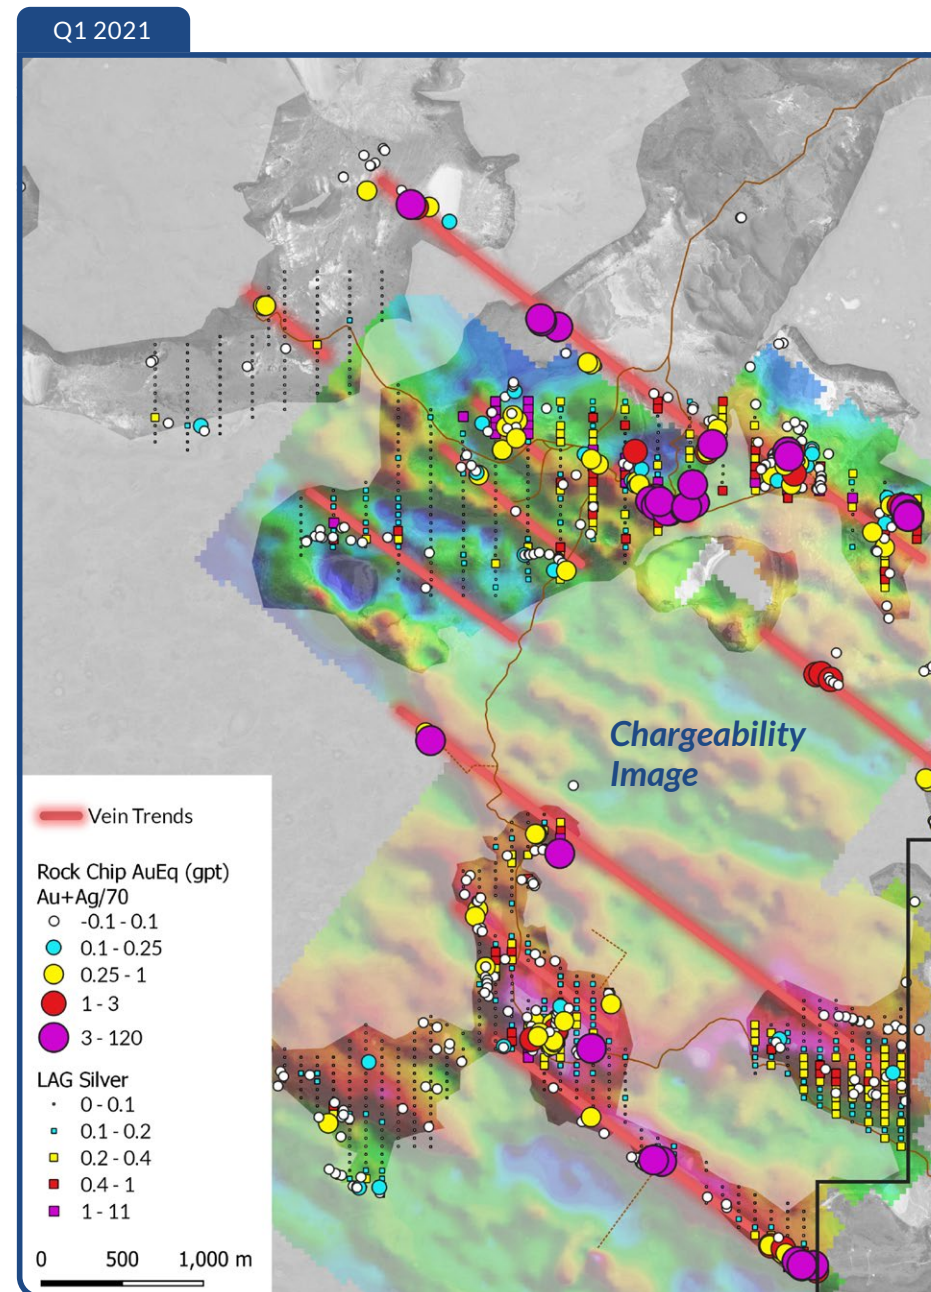 Q1 2021
Chargeability
Image
Vein Trends
Rock Chip AuEq (gpt)
Au+Ag/70
-0.1 - 0.1
0.1 - 0.25
0.25 - 1
1 - 3
3 - 120
LAG Silver
0 - 0.1
0.1 - 0.2
0.2 - 0.4
0.4 - 1
1 - 11
0 500 1,000 m